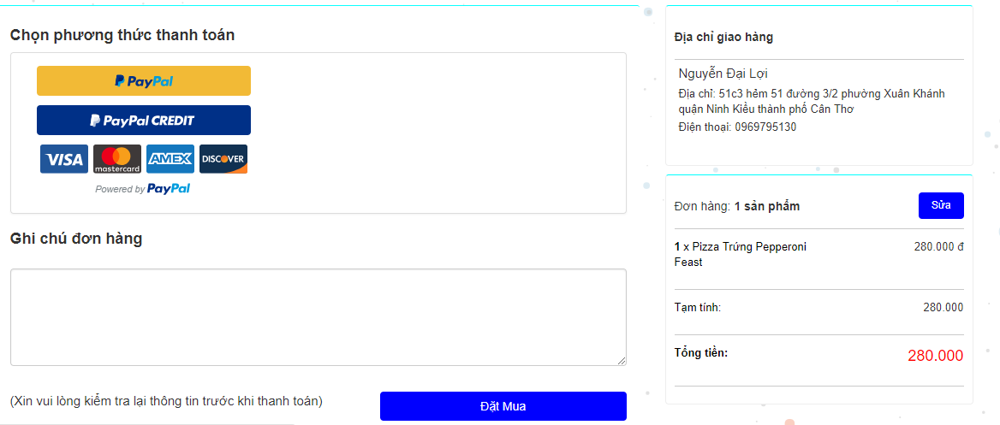 Chọn phương thức thanh toán
PayPal
PayPal CREDIT
VISA mastercard AMEX DISCOVER
Powered by PayPal
Ghi chú đơn hàng
(Xin vui lòng kiểm tra lại thông tin trước khi thanh toán)
Đặt Mua
Địa chỉ giao hàng
Nguyễn Đại Lợi
Địa chỉ: 51c3 hẻm 51 đường 3/2 phường Xuân Khánh
quận Ninh Kiều thành phố Cần Thơ
Điện thoại: 0969795130
Đơn hàng: 1 sản phẩm
Sửa
1 x Pizza Trứng Pepperoni
Feast
280.000 đ
Tạm tính:
280.000
Tổng tiền:
280.000